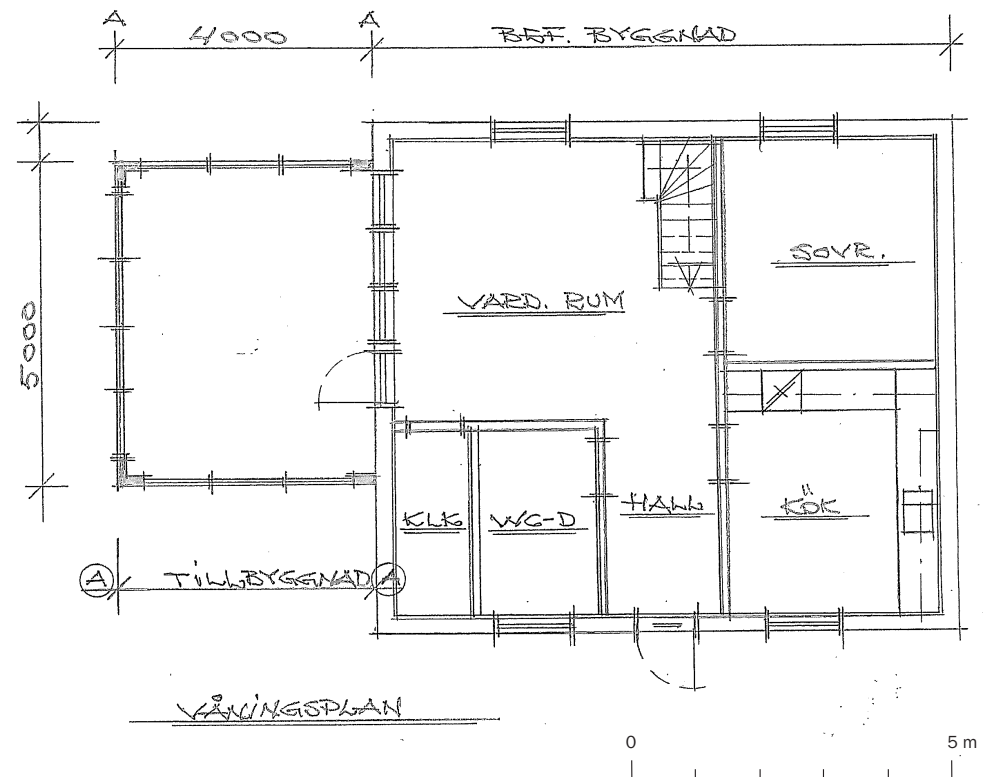 A A
4000 BEF. BYGGNAD
SOVR.
VARD. RUM
5000
KLK WC-D HALL KÖK
A TILLBYGGNAD A
VÅNINGSPLAN
0 5 m